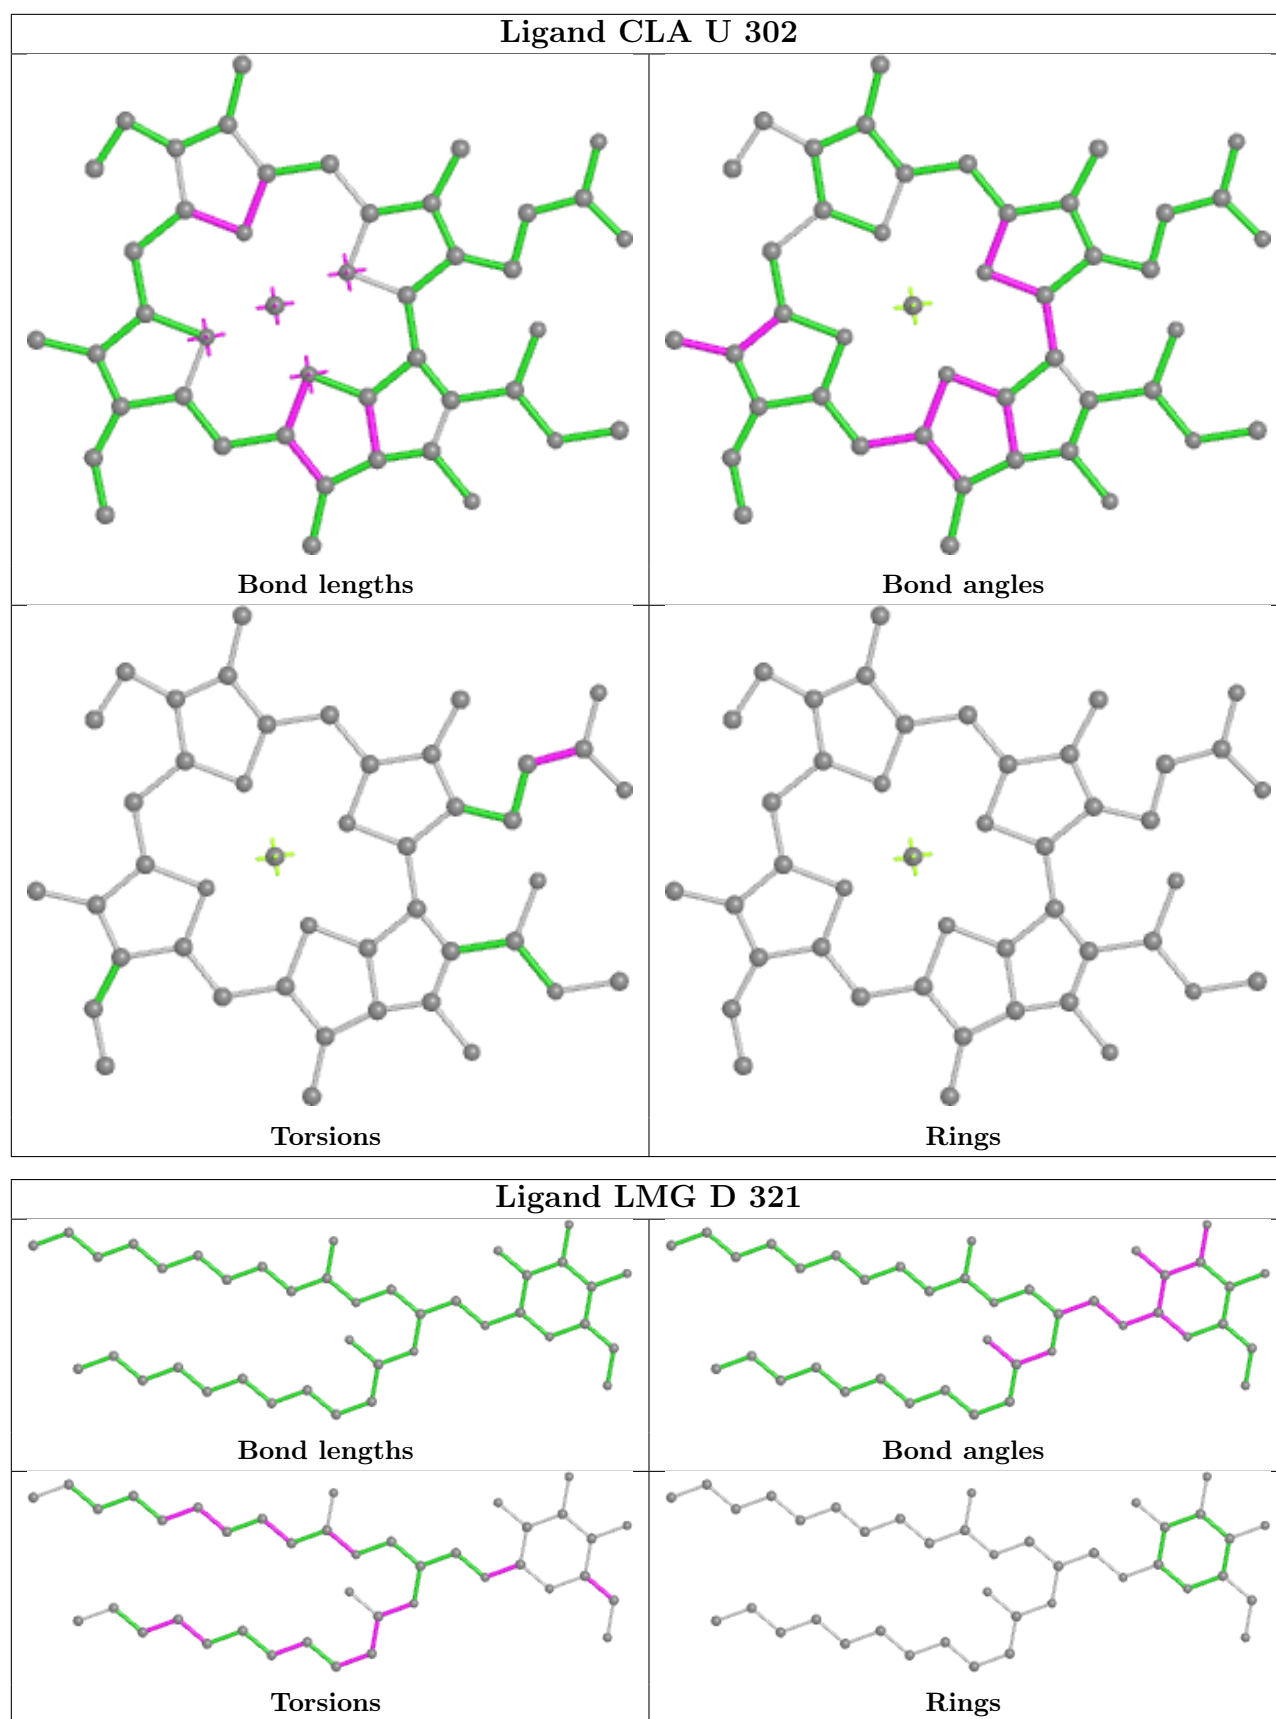 Ligand CLA U 302
Bond lengths
Bond angles
Torsions
Rings
Ligand LMG D 321
Bond lengths
Bond angles
Torsions
Rings